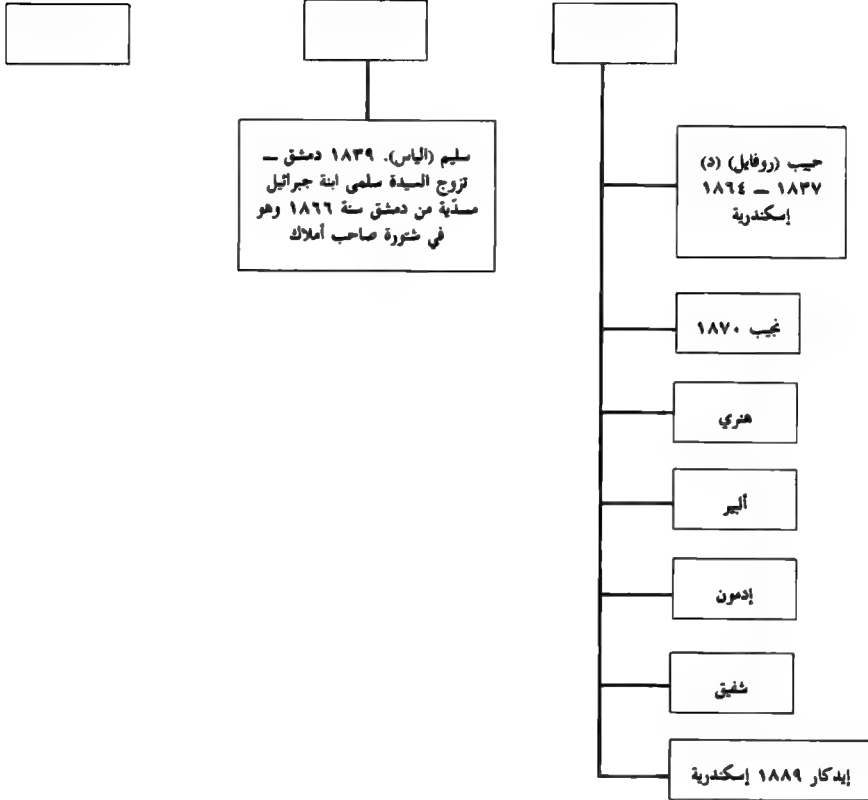 حبيب (روفايل) (د)
١٨٣٧ — ١٨٦٤
إسكندرية
سليم (الياس). ١٨٣٩ دمشق —
تزوج السيدة سلمى ابنة جبرائيل
مسدّية من دمشق سنة ١٨٦٦ وهو
في شتورة صاحب أملاك
نجيب ١٨٧٠
هنري
ألبير
إدمون
شفيق
إيدكار ١٨٨٩ إسكندرية